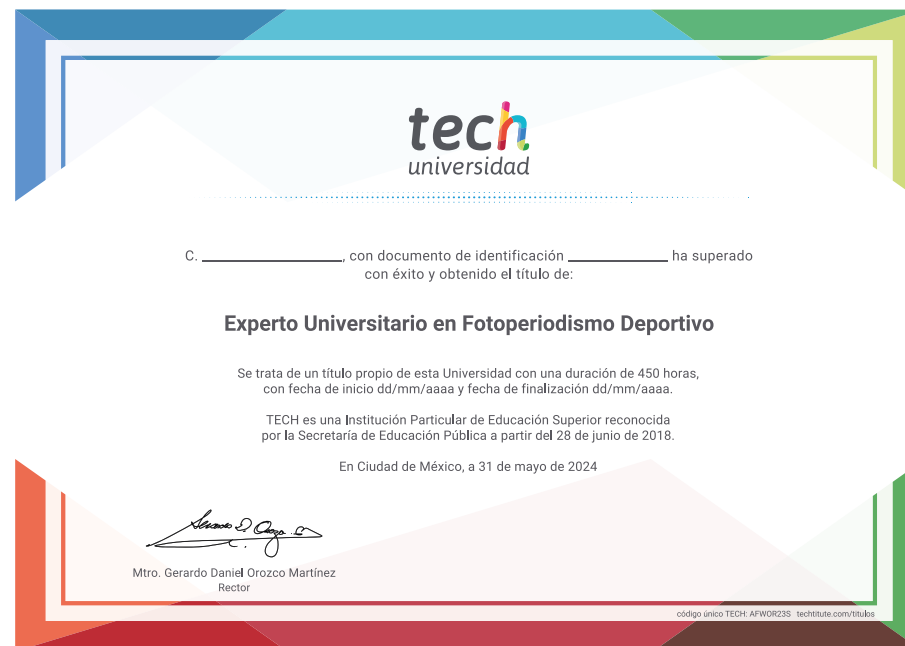 tech
universidad
C. ____________, con documento de identificación ____________ ha superado
con éxito y obtenido el título de:
Experto Universitario en Fotoperiodismo Deportivo
Se trata de un título propio de esta Universidad con una duración de 450 horas,
con fecha de inicio dd/mm/aaaa y fecha de finalización dd/mm/aaaa.
TECH es una Institución Particular de Educación Superior reconocida
por la Secretaría de Educación Pública a partir del 28 de junio de 2018.
En Ciudad de México, a 31 de mayo de 2024
Mtro. Gerardo Daniel Orozco Martínez
Rector
código único TECH: AFWOR23S techtitute.com/titulos